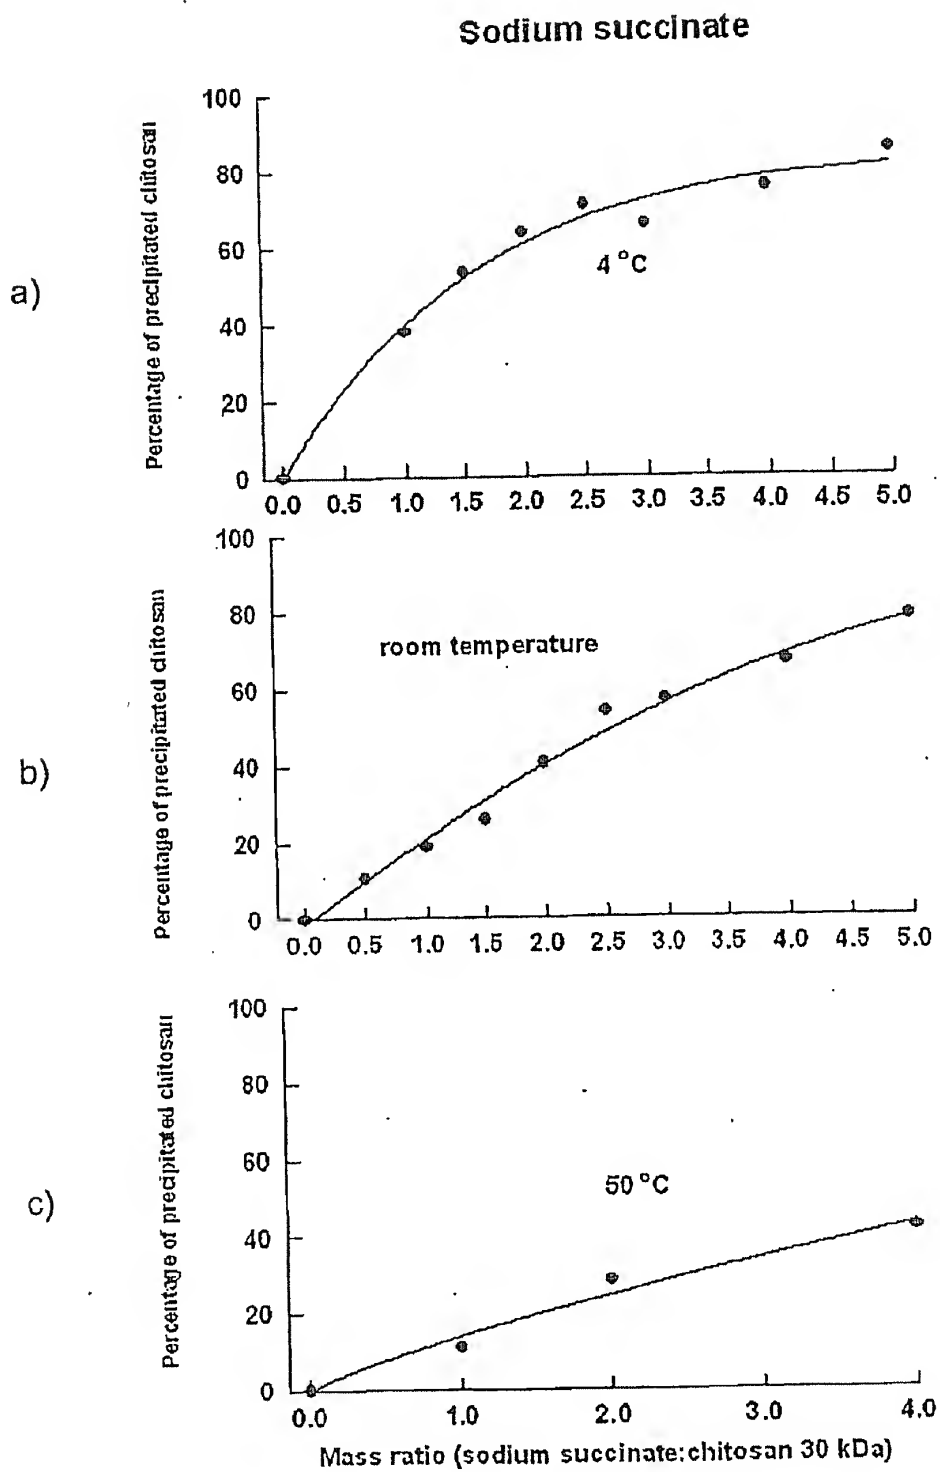 Sodium succinate
a)
Percentage of precipitated chitosan
100
80
60
40
20
0
4 °C
0.0 0.5 1.0 1.5 2.0 2.5 3.0 3.5 4.0 4.5 5.0
b)
Percentage of precipitated chitosan
100
80
60
40
20
0
room temperature
0.0 0.5 1.0 1.5 2.0 2.5 3.0 3.5 4.0 4.5 5.0
c)
Percentage of precipitated chitosan
100
80
60
40
20
0
50 °C
0.0 1.0 2.0 3.0 4.0
Mass ratio (sodium succinate:chitosan 30 kDa)